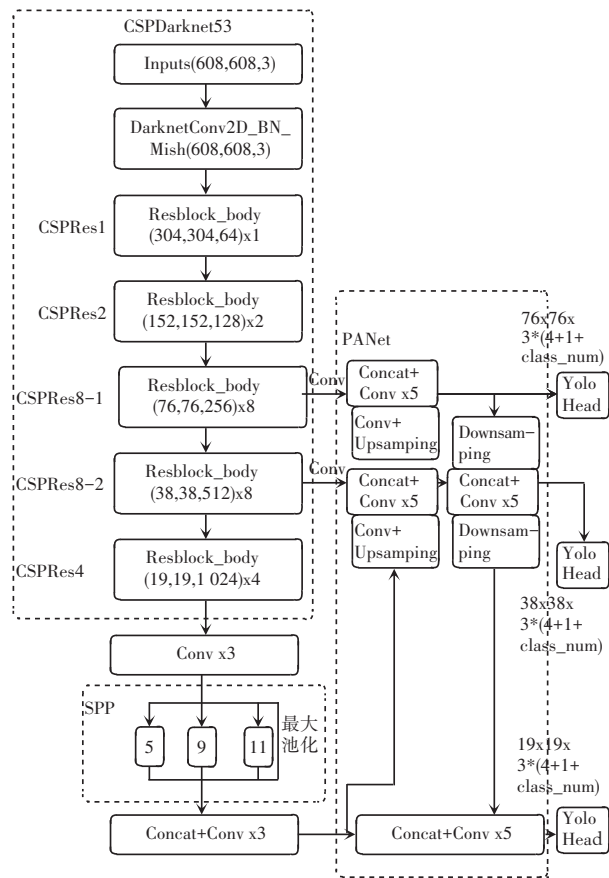 CSPDarknet53
Inputs(608,608,3)
DarknetConv2D_BN_
Mish(608,608,3)
CSPRes1
Resblock_body
(304,304,64)x1
CSPRes2
Resblock_body
(152,152,128)x2
CSPRes8-1
Resblock_body
(76,76,256)x8
CSPRes8-2
Resblock_body
(38,38,512)x8
CSPRes4
Resblock_body
(19,19,1 024)x4
Conv x3
SPP
5
9
11
最大
池化
Concat+Conv x3
PANet
Conv
Concat+
Conv x5
Conv+
Upsamping
Downsam-
ping
Conv
Concat+
Conv x5
Concat+
Conv x5
Conv+
Upsamping
Downsam-
ping
Concat+Conv x5
76x76x
3*(4+1+
class_num)
Yolo
Head
Yolo
Head
38x38x
3*(4+1+
class_num)
19x19x
3*(4+1+
class_num)
Yolo
Head